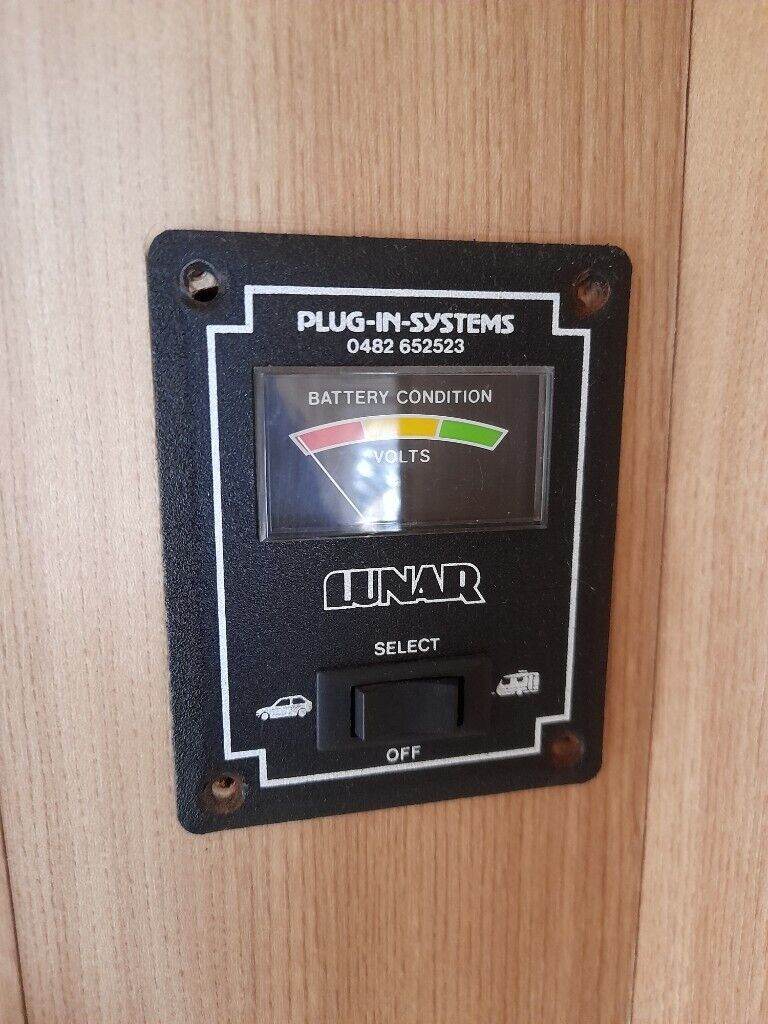 PLUG-IN-SYSTEMS
0482 652523
BATTERY CONDITION
VOLTS
LUNAR
SELECT
OFF